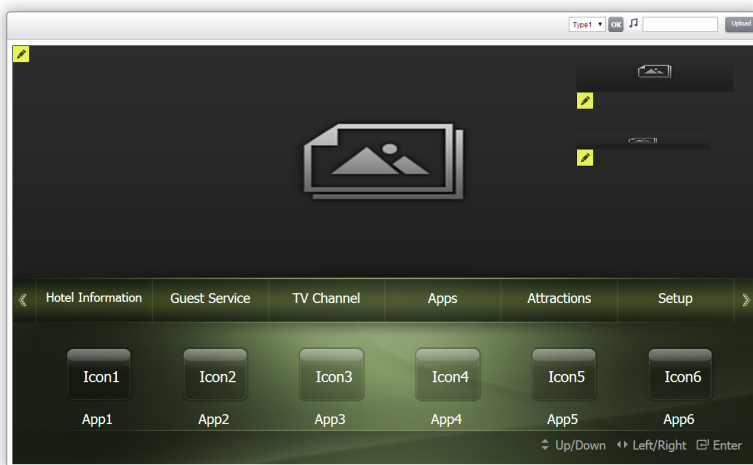 Type1 OK Upload
Hotel Information Guest Service TV Channel Apps Attractions Setup
Icon1 Icon2 Icon3 Icon4 Icon5 Icon6
App1 App2 App3 App4 App5 App6
Up/Down Left/Right Enter